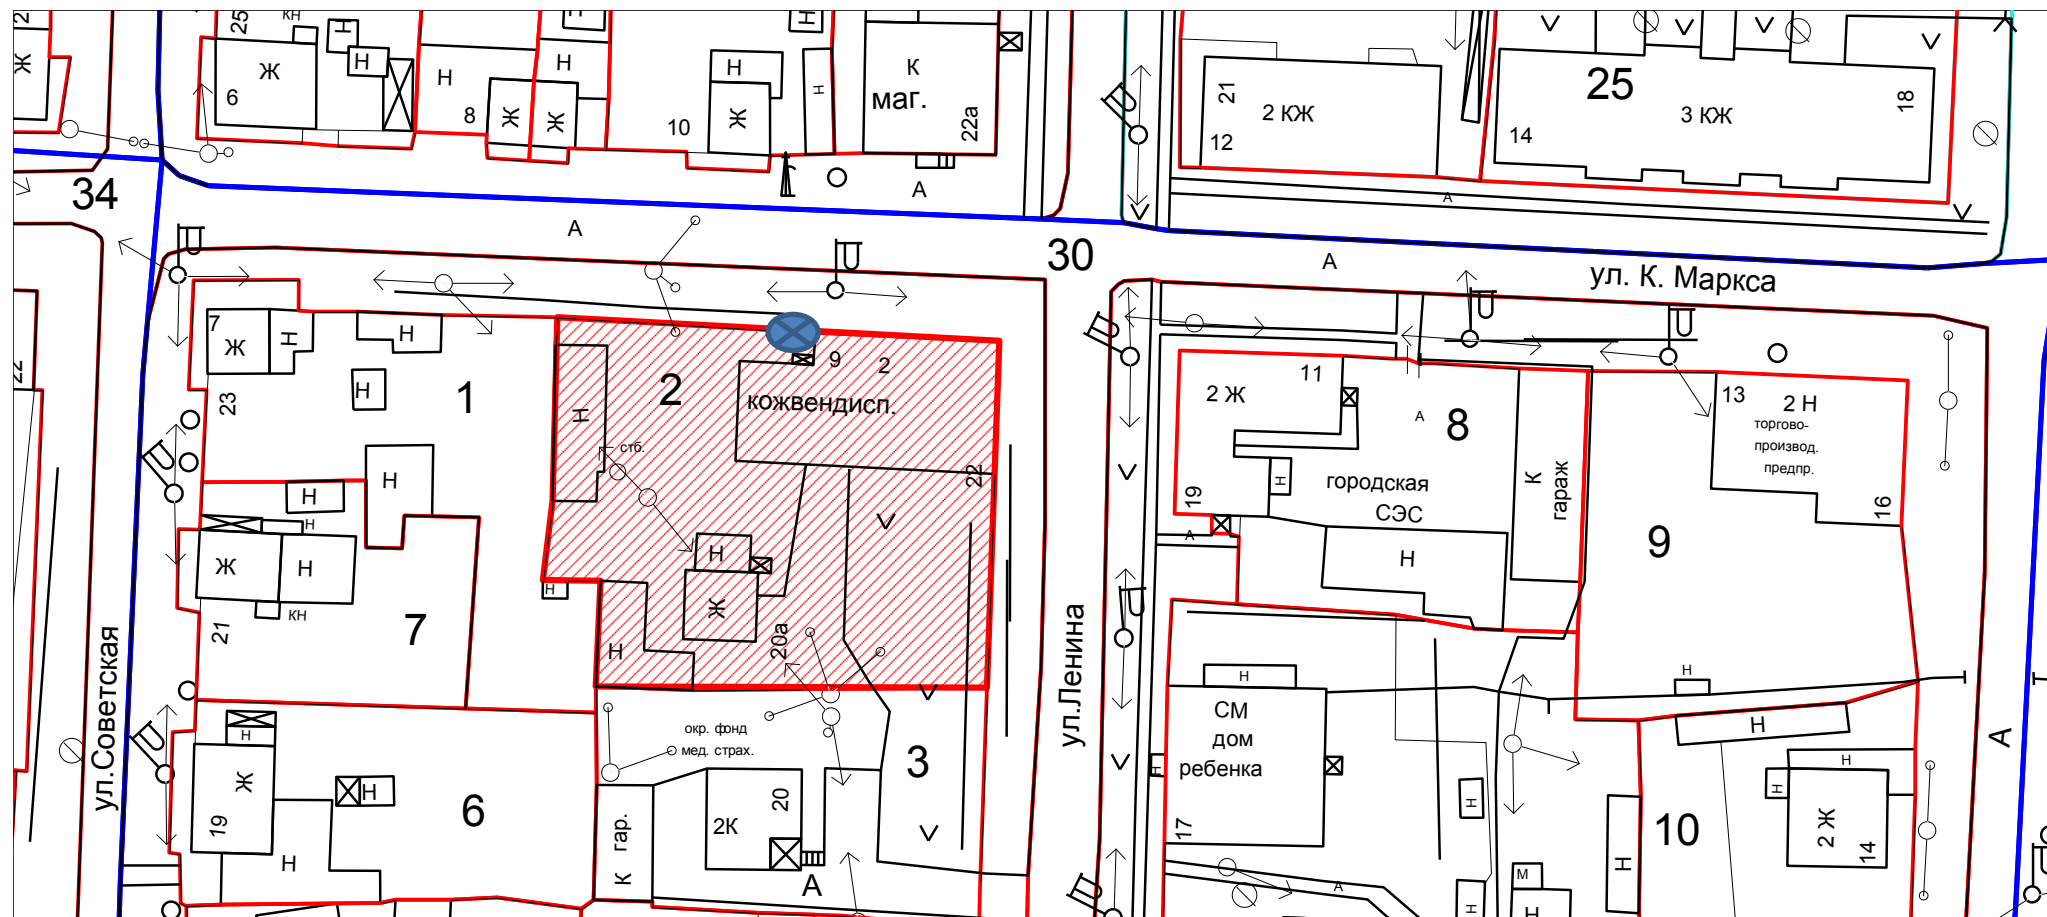 2
Ж
25
КН
Н
Н
Ж
6
Н
8
Ж
Н
Н
Ж
10
Н
Ж
Н
Н
К
маг.
22а
А
21
2 КЖ
12
25
3 КЖ
14
18
А
34
А
30
А
ул. К. Маркса
22
7
Ж
Н
Н
Н
23
1
Н
2
9
2
кожвендисп.
Н
стб.
22
11
2 Ж
А
8
19
Н
городская
СЭС
К
гараж
Н
А
13
2 Н
торгово-
производ.
предпр.
16
9
Н
Н
Ж
Н
КН
21
7
Н
Н
Ж
20а
Н
ул.Советская
ул.Ленина
Н
СМ
дом
ребенка
Н
17
Н
Н
А
окр. фонд
мед. страх.
3
Н
Ж
19
Н
Н
6
К
гар.
2К
20
А
Н
Н
2 Ж
14
10
Н
Н
М
Н
Н
А